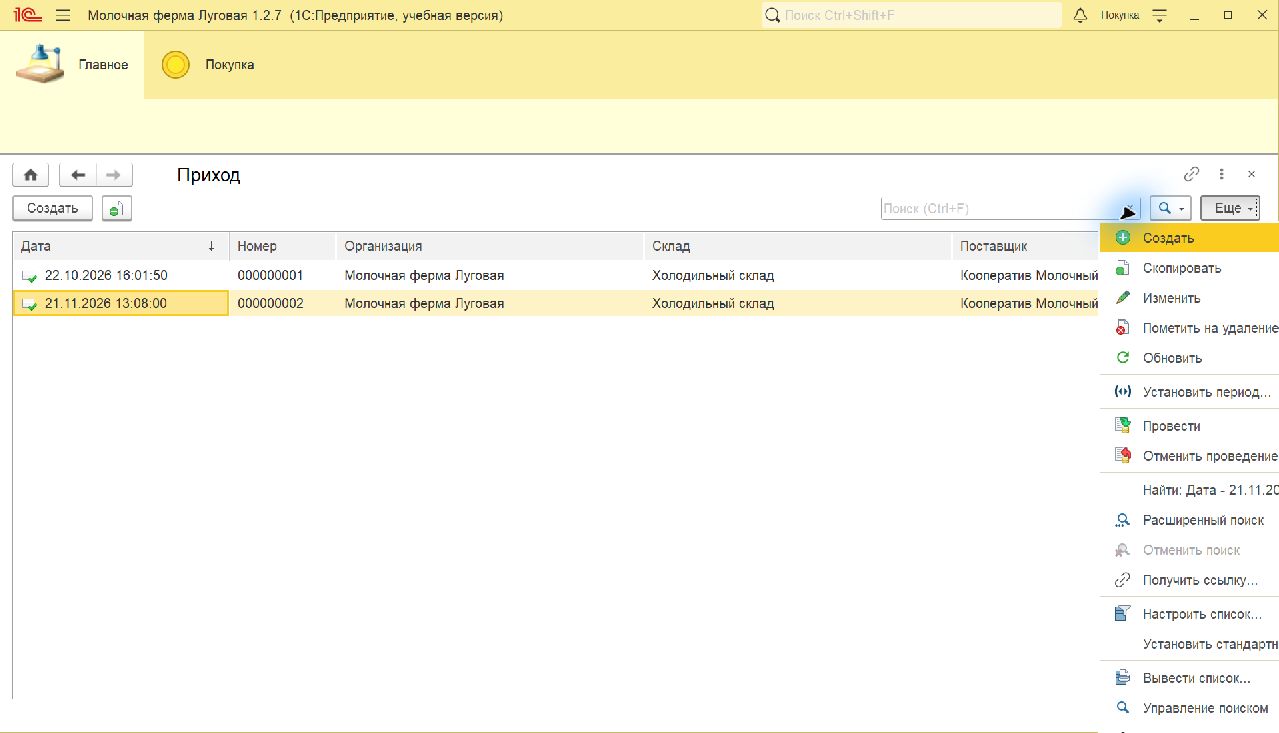 Молочная ферма Луговая 1.2.7 (1С:Предприятие, учебная версия)
Поиск Ctrl+Shift+F
Покупка
Главное
Покупка
Приход
Создать
Поиск (Ctrl+F)
Еще
Дата Номер Организация Склад Поставщик
22.10.2026 16:01:50 000000001 Молочная ферма Луговая Холодильный склад Кооператив Молочный
21.11.2026 13:08:00 000000002 Молочная ферма Луговая Холодильный склад Кооператив Молочный
Создать
Скопировать
Изменить
Пометить на удаление
Обновить
Установить период...
Провести
Отменить проведение
Найти: Дата - 21.11.20
Расширенный поиск
Отменить поиск
Получить ссылку...
Настроить список...
Установить стандартн
Вывести список...
Управление поиском